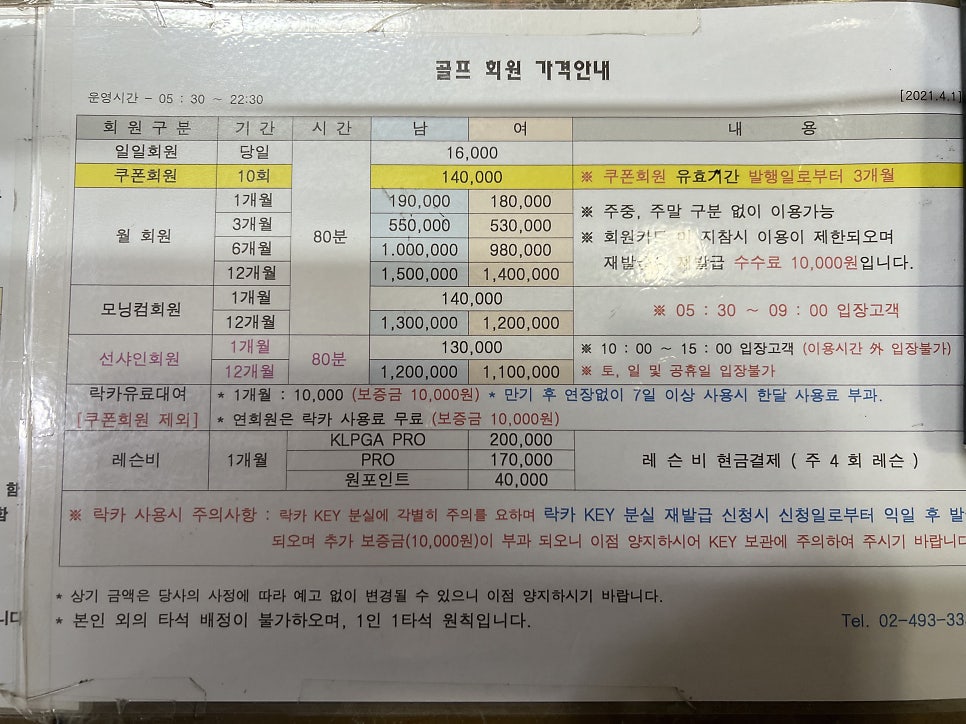 골프 회원 가격안내
운영시간 - 05 : 30 ~ 22:30 [2021.4.1]
회 원 구 분 기 간 시 간 남 여 내 용
일일회원 당일 16,000
쿠폰회원 10회 140,000 ※ 쿠폰회원 유효기간 발행일로부터 3개월
월 회원 80분
1개월 190,000 180,000
3개월 550,000 530,000
6개월 1,000,000 980,000
12개월 1,500,000 1,400,000
※ 주중, 주말 구분 없이 이용가능
※ 회원카드 지참시 이용이 제한되오며
재발급 수수료 10,000원입니다.
모닝컴회원
1개월 140,000
12개월 1,300,000 1,200,000
※ 05 : 30 ~ 09 : 00 입장고객
선샤인회원 80분
1개월 130,000 ※ 10 : 00 ~ 15 : 00 입장고객 (이용시간 外 입장불가)
12개월 1,200,000 1,100,000 ※ 토, 일 및 공휴일 입장불가
락카유료대여 * 1개월 : 10,000 (보증금 10,000원) * 만기 후 연장없이 7일 이상 사용시 한달 사용료 부과.
[쿠폰회원 제외] * 연회원은 락카 사용료 무료 (보증금 10,000원)
레슨비 1개월
KLPGA PRO 200,000
PRO 170,000
원포인트 40,000
레 슨 비 현금결제 ( 주 4 회 레슨 )
※ 락카 사용시 주의사항 : 락카 KEY 분실에 각별히 주의를 요하며 락카 KEY 분실 재발급 신청시 신청일로부터 익일 후 발
되오며 추가 보증금(10,000원)이 부과 되오니 이점 양지하시어 KEY 보관에 주의하여 주시기 바랍니다
* 상기 금액은 당사의 사정에 따라 예고 없이 변경될 수 있으니 이점 양지하시기 바랍니다.
* 본인 외의 타석 배정이 불가하오며, 1인 1타석 원칙입니다.
Tel. 02-493-33
함
함
니다